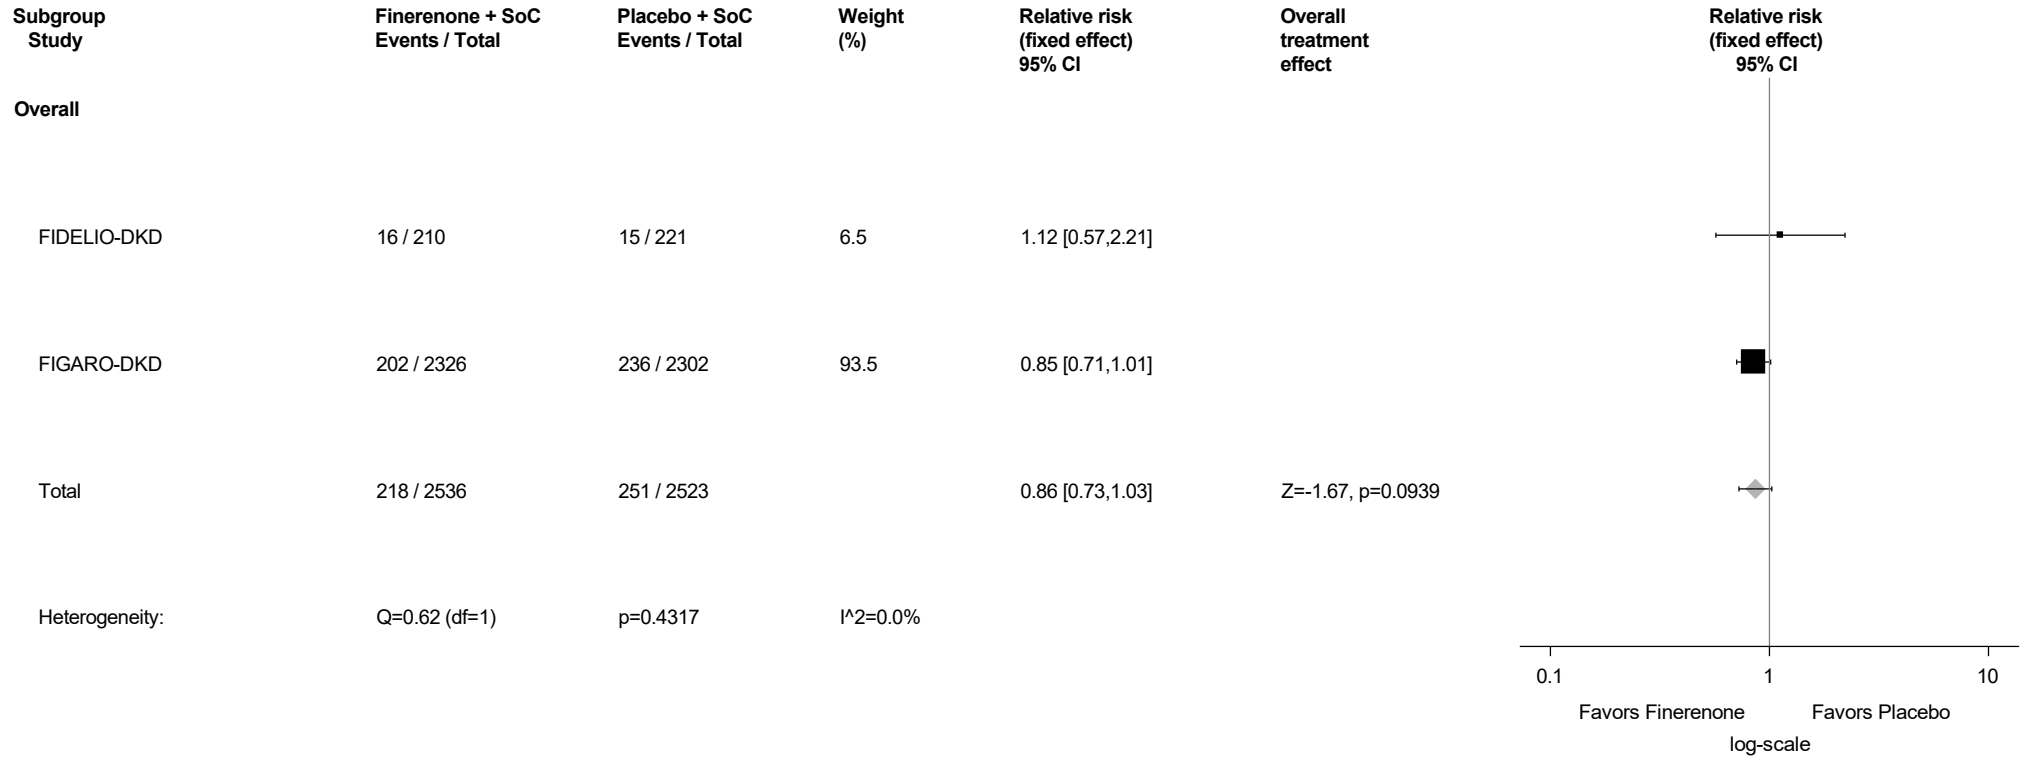 Subgroup Finerenone + SoC Placebo + SoC Weight Relative risk Overall Relative risk
Study Events / Total Events / Total (%) (fixed effect) treatment (fixed effect)
95% CI effect 95% CI
Overall
FIDELIO-DKD 16 / 210 15 / 221 6.5 1.12 [0.57,2.21]
FIGARO-DKD 202 / 2326 236 / 2302 93.5 0.85 [0.71,1.01]
Total 218 / 2536 251 / 2523 0.86 [0.73,1.03] Z=-1.67, p=0.0939
Heterogeneity: Q=0.62 (df=1) p=0.4317 I^2=0.0%
0.1 1 10
Favors Finerenone Favors Placebo
log-scale